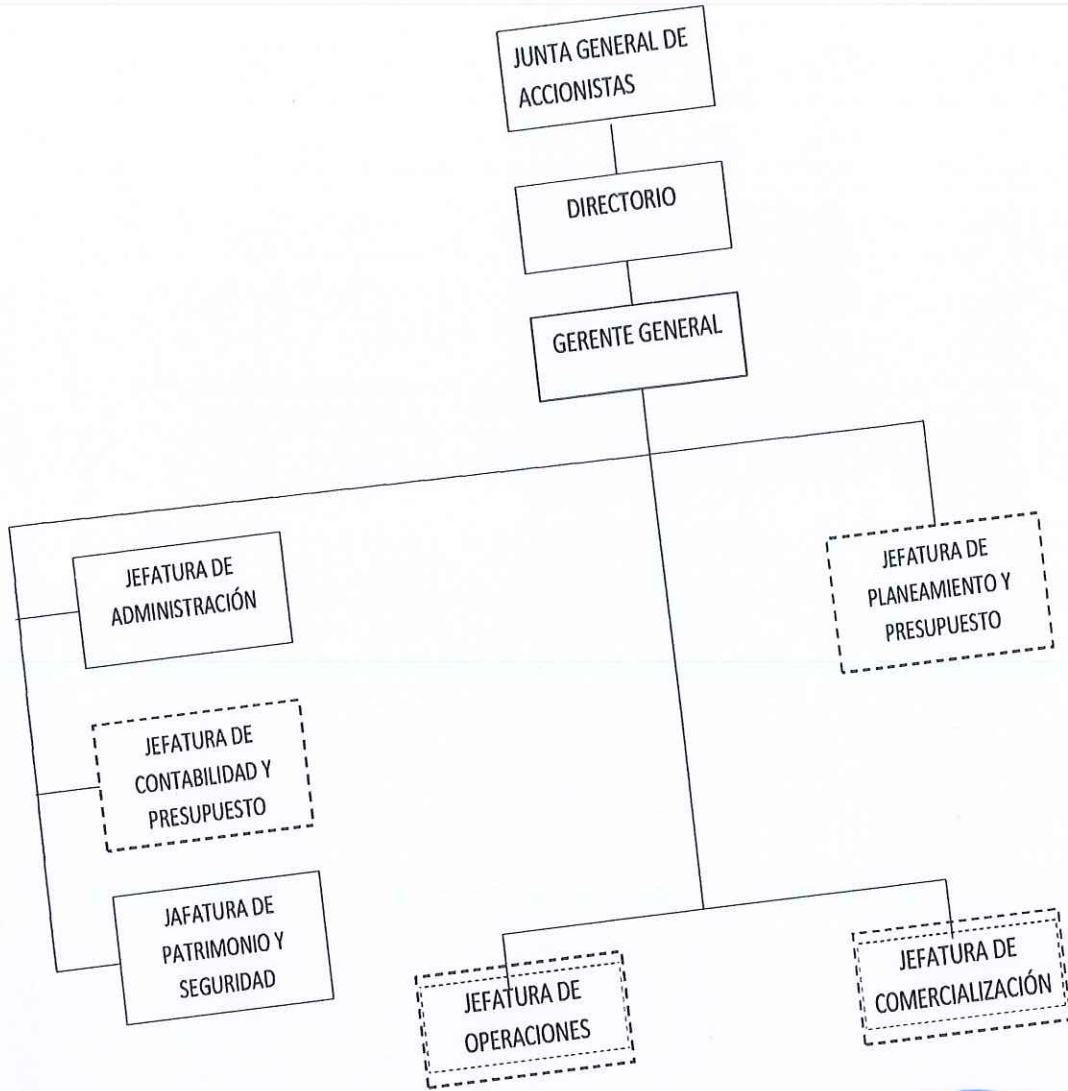 JUNTA GENERAL DE
ACCIONISTAS
DIRECTORIO
GERENTE GENERAL
JEFATURA DE
ADMINISTRACIÓN
JEFATURA DE
PLANEAMIENTO Y
PRESUPUESTO
JEFATURA DE
CONTABILIDAD Y
PRESUPUESTO
JAFATURA DE
PATRIMONIO Y
SEGURIDAD
JEFATURA DE
OPERACIONES
JEFATURA DE
COMERCIALIZACIÓN